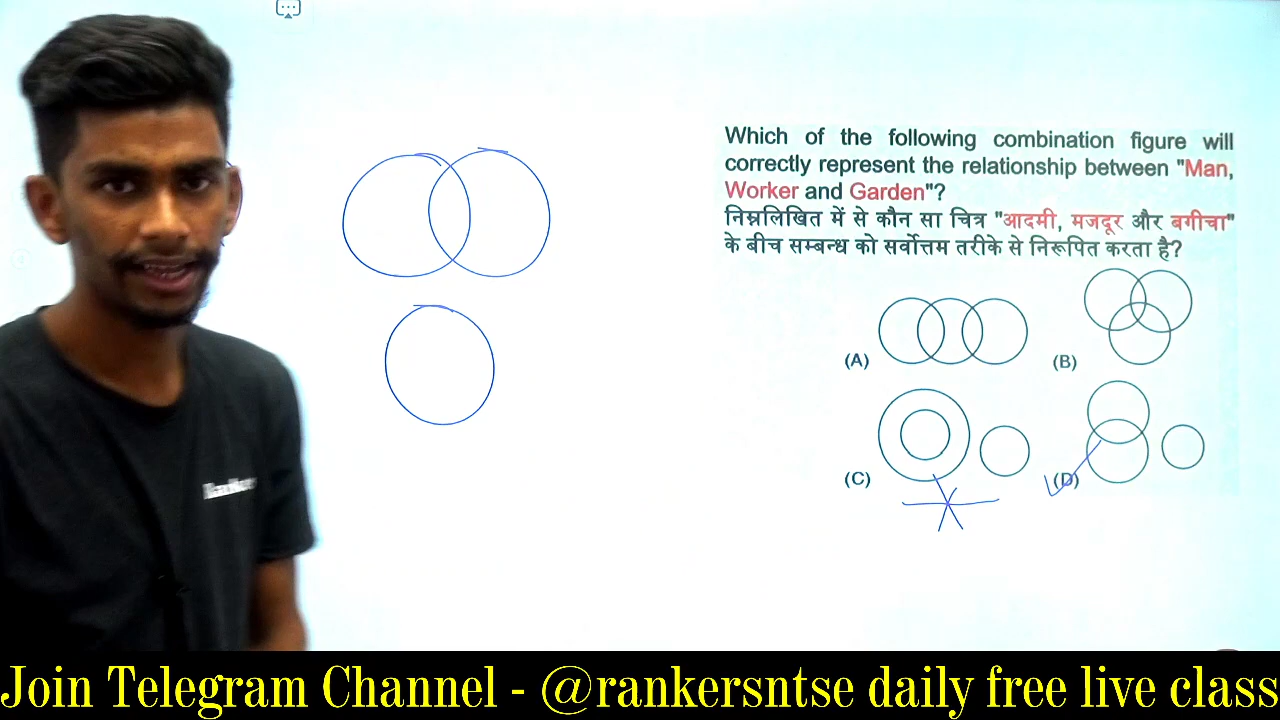 Which of the following combination figure will
correctly represent the relationship between "Man,
Worker and Garden"?
निम्नलिखित में से कौन सा चित्र "आदमी, मजदूर और बगीचा"
के बीच सम्बन्ध को सर्वोत्तम तरीके से निरूपित करता है?
(A)
(B)
(C)
(D)
Join Telegram Channel - @rankersntse daily free live class